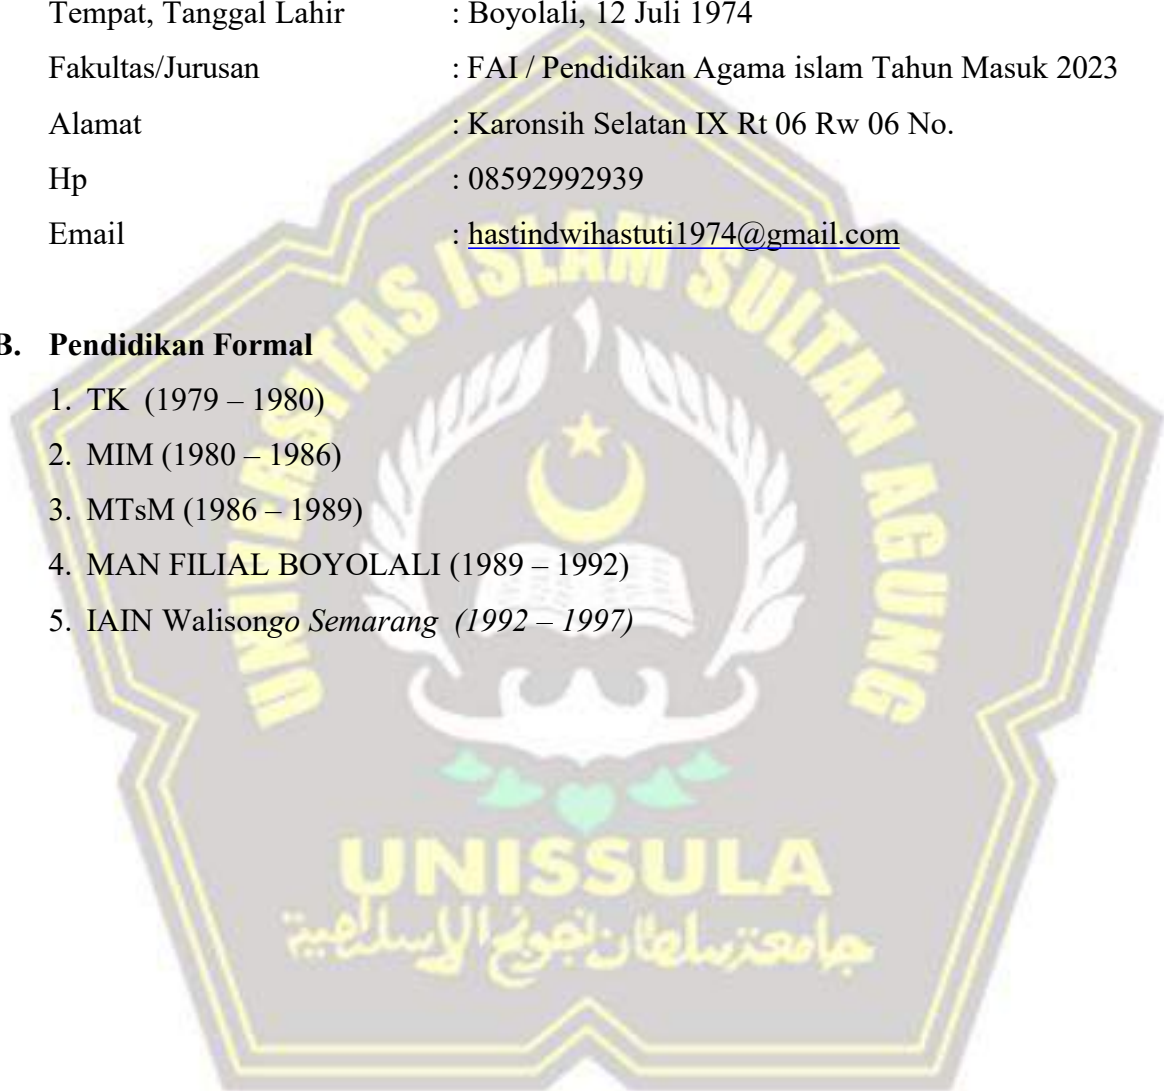 Tempat, Tanggal Lahir : Boyolali, 12 Juli 1974
Fakultas/Jurusan : FAI / Pendidikan Agama islam Tahun Masuk 2023
Alamat : Karonsih Selatan IX Rt 06 Rw 06 No.
Hp : 08592992939
Email : hastindwihastuti1974@gmail.com
UNIVERSITAS ISLAM SULTAN AGUNG
B. Pendidikan Formal
1. TK (1979 – 1980)
2. MIM (1980 – 1986)
3. MTsM (1986 – 1989)
4. MAN FILIAL BOYOLALI (1989 – 1992)
5. IAIN Walisongo Semarang (1992 – 1997)
UNISSULA
جامعة سلطان أجونج الإسلامية